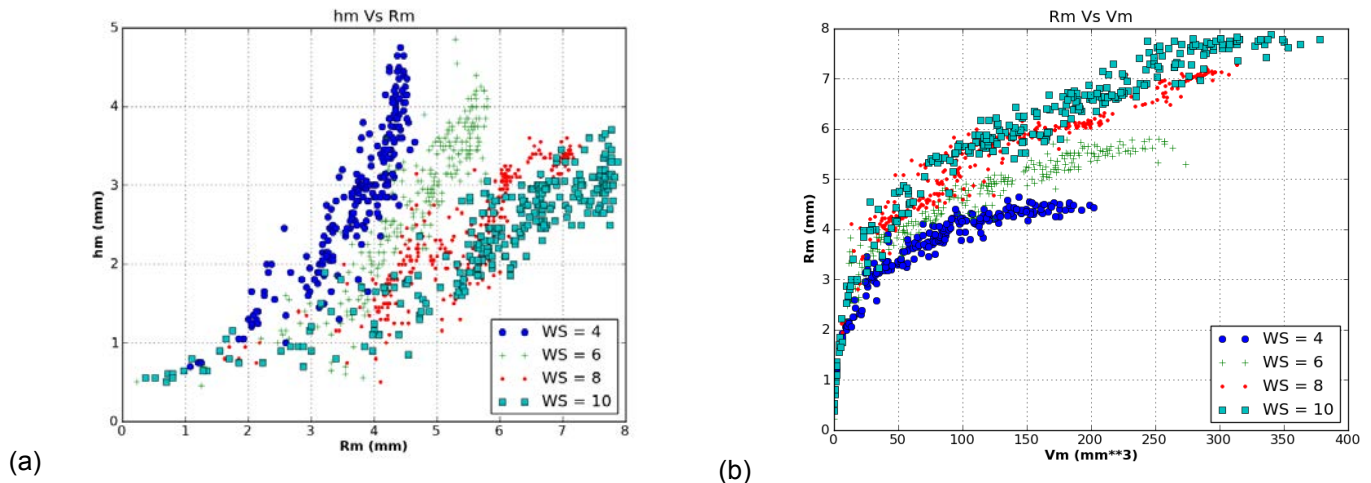 hm Vs Rm
5
4
3
2
1
0
hm (mm)
0 1 2 3 4 5 6 7 8
Rm (mm)
WS = 4
WS = 6
WS = 8
WS = 10
(a)
Rm Vs Vm
8
7
6
5
4
3
2
1
0
Rm (mm)
0 50 100 150 200 250 300 350 400
Vm (mm**3)
WS = 4
WS = 6
WS = 8
WS = 10
(b)